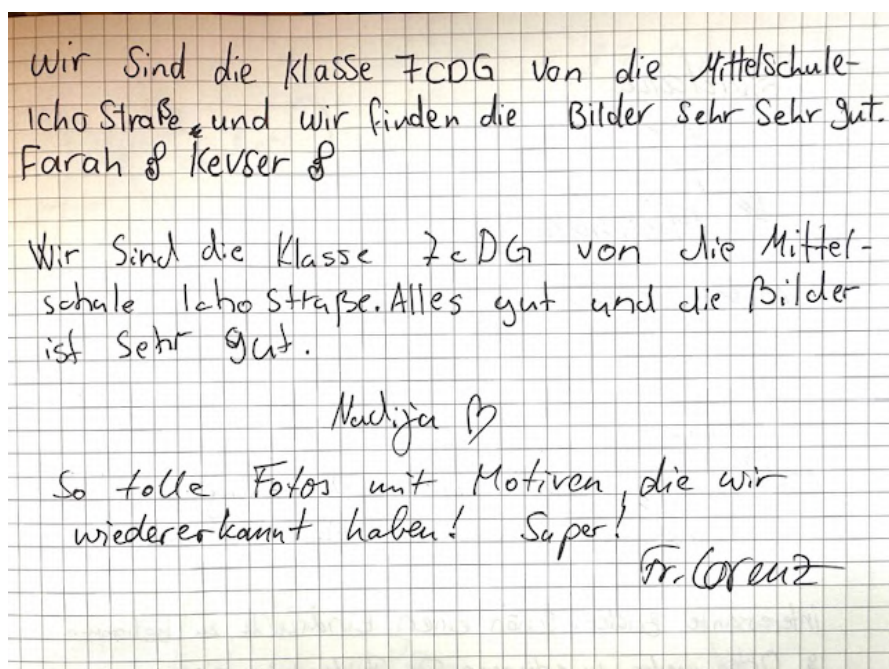 Wir Sind die Klasse 7CDG von die Mittelschule-
Icho Straße, und wir finden die Bilder Sehr Sehr gut.
Farah & Kevser &
Wir Sind die Klasse 7cDG von die Mittel-
schule Icho Straße. Alles gut und die Bilder
ist Sehr gut.
Nadija ♡
So tolle Fotos mit Motiven, die wir
wiedererkannt haben! Super!
Fr. Lorenz